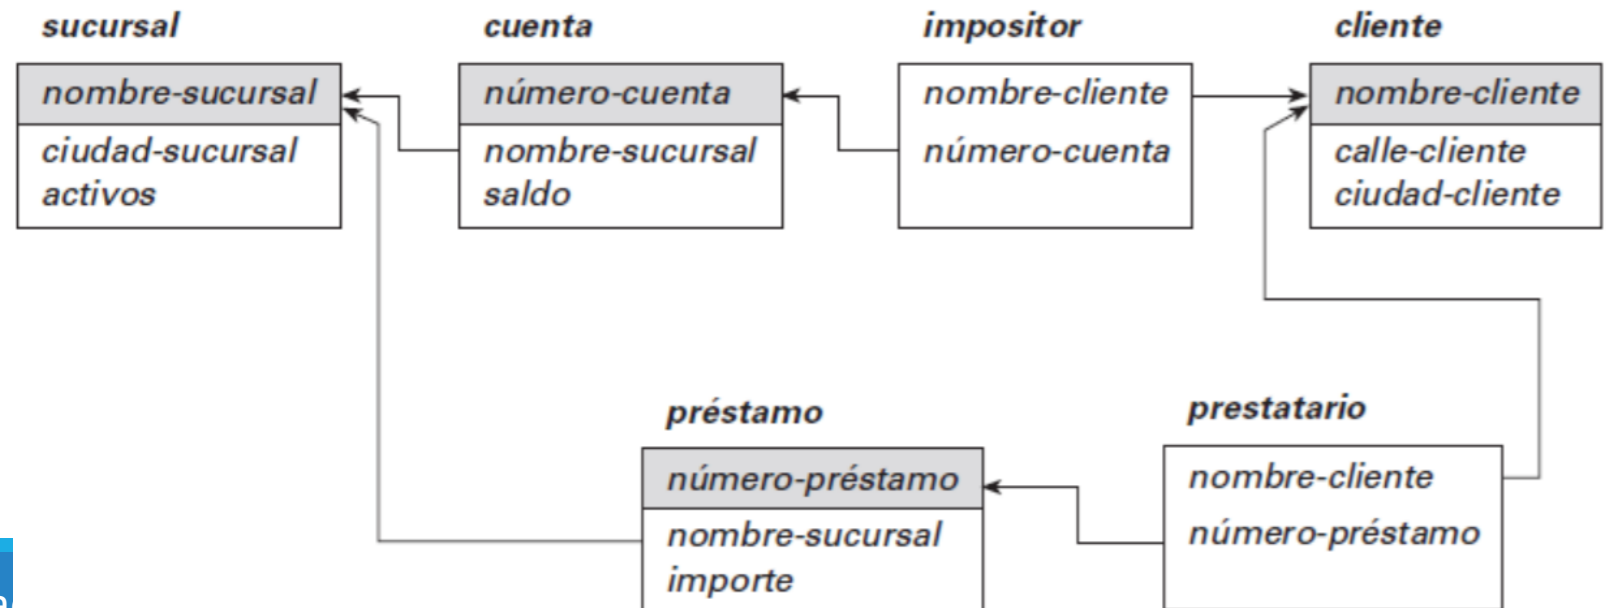 sucursal
nombre-sucursal
ciudad-sucursal
activos
cuenta
número-cuenta
nombre-sucursal
saldo
impositor
nombre-cliente
número-cuenta
cliente
nombre-cliente
calle-cliente
ciudad-cliente
préstamo
número-préstamo
nombre-sucursal
importe
prestatario
nombre-cliente
número-préstamo